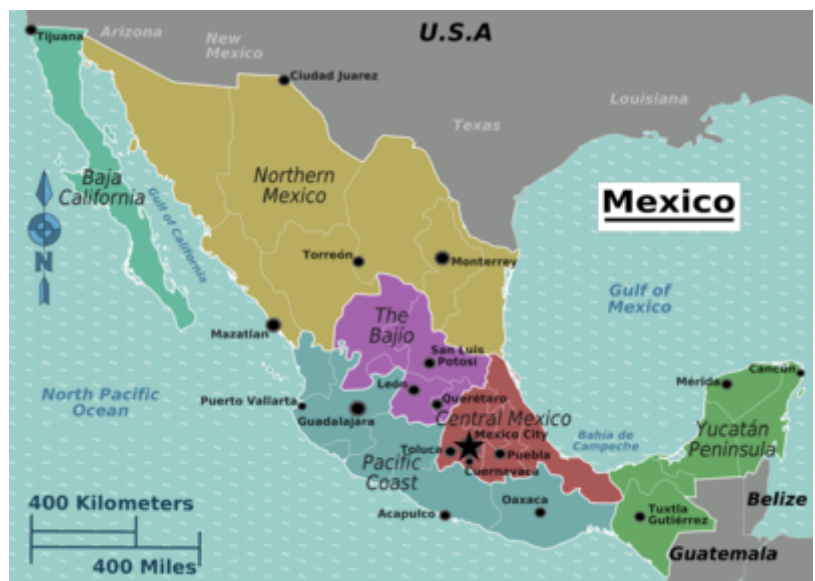 U.S.A
Arizona
New
Mexico
Tijuana
Ciudad Juarez
Louisiana
Texas
Baja
California
Northern
Mexico
Mexico
Gulf of California
N
Torreón
Monterrey
Gulf of
Mexico
The
Bajío
Mazatlan
San Luis
Potosí
Cancún
Mérida
León
North Pacific
Ocean
Puerto Vallarta
Querétaro
Guadalajara
Central Mexico
Mexico City
Yucatán
Peninsula
Bahía de
Campeche
Toluca
Puebla
Pacific
Coast
Cuernavaca
400 Kilometers
Oaxaca
Belize
Acapulco
Tuxtla
Gutiérrez
Guatemala
400 Miles